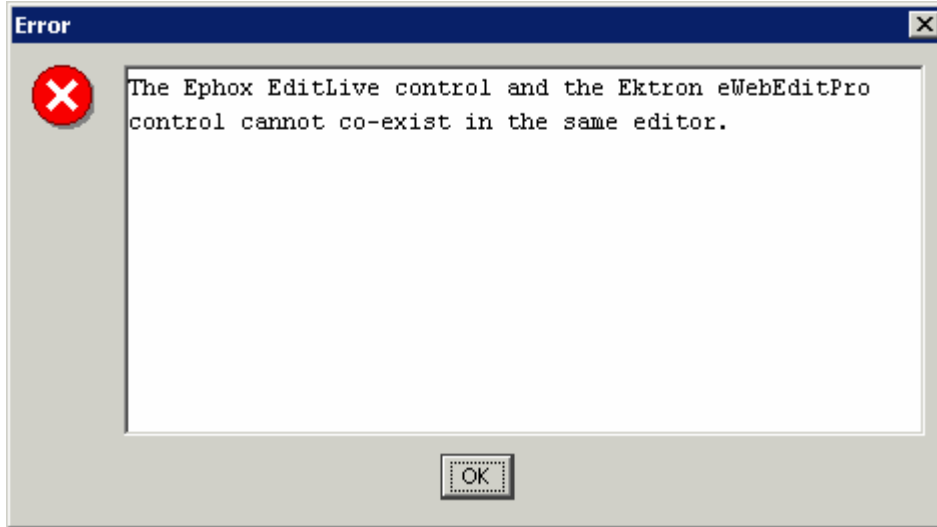 Error
The Ephox EditLive control and the Ektron eWebEditPro
control cannot co-exist in the same editor.
OK